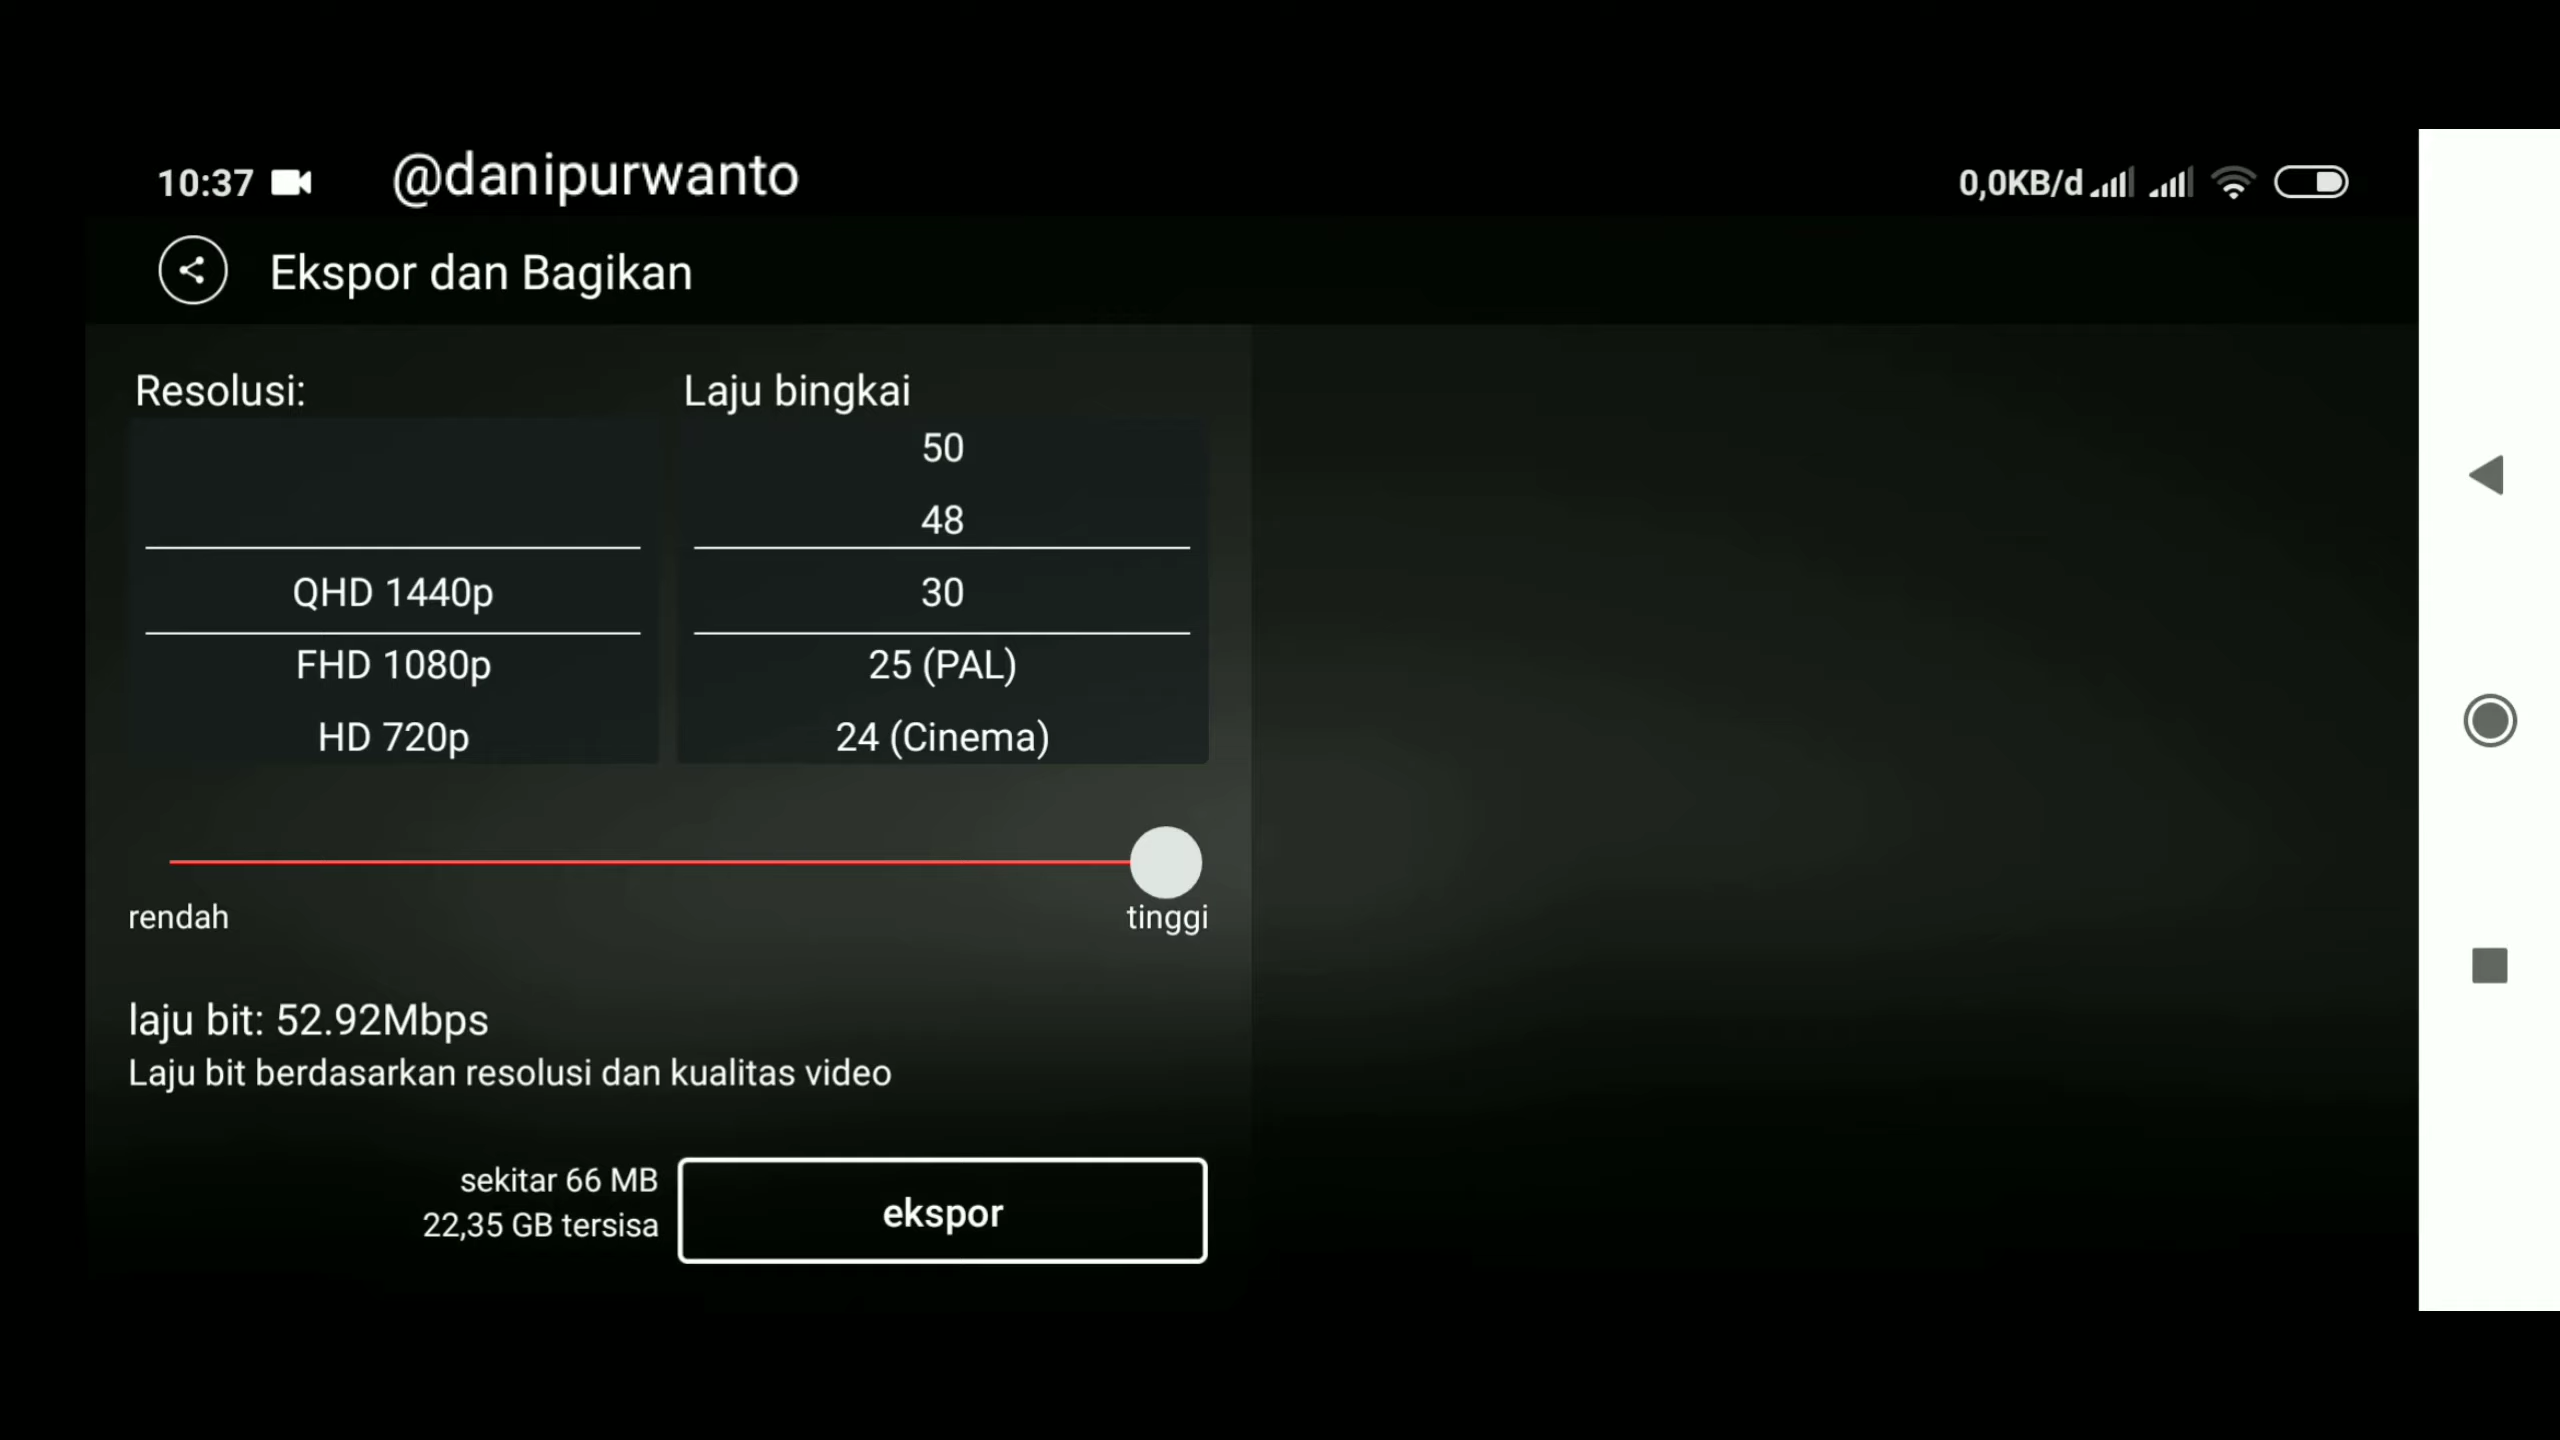 10:37 @danipurwanto 0,0KB/d
Ekspor dan Bagikan
Resolusi:
QHD 1440p
FHD 1080p
HD 720p
Laju bingkai
50
48
30
25 (PAL)
24 (Cinema)
rendah tinggi
laju bit: 52.92Mbps
Laju bit berdasarkan resolusi dan kualitas video
sekitar 66 MB
22,35 GB tersisa
ekspor